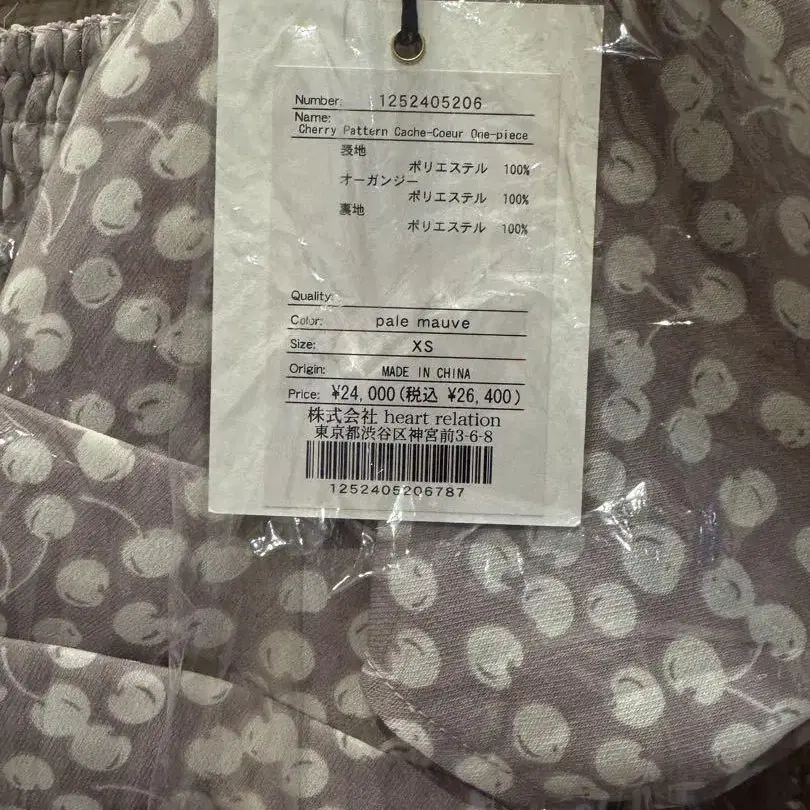 Number: 1252405206
Name:
Cherry Pattern Cache-Coeur One-piece
表地
ポリエステル 100%
オーガンジー
ポリエステル 100%
裏地
ポリエステル 100%
Quality:
Color: pale mauve
Size: XS
Origin: MADE IN CHINA
Price: ¥24,000(税込 ¥26,400)
株式会社 heart relation
東京都渋谷区神宮前3-6-8
1252405206787